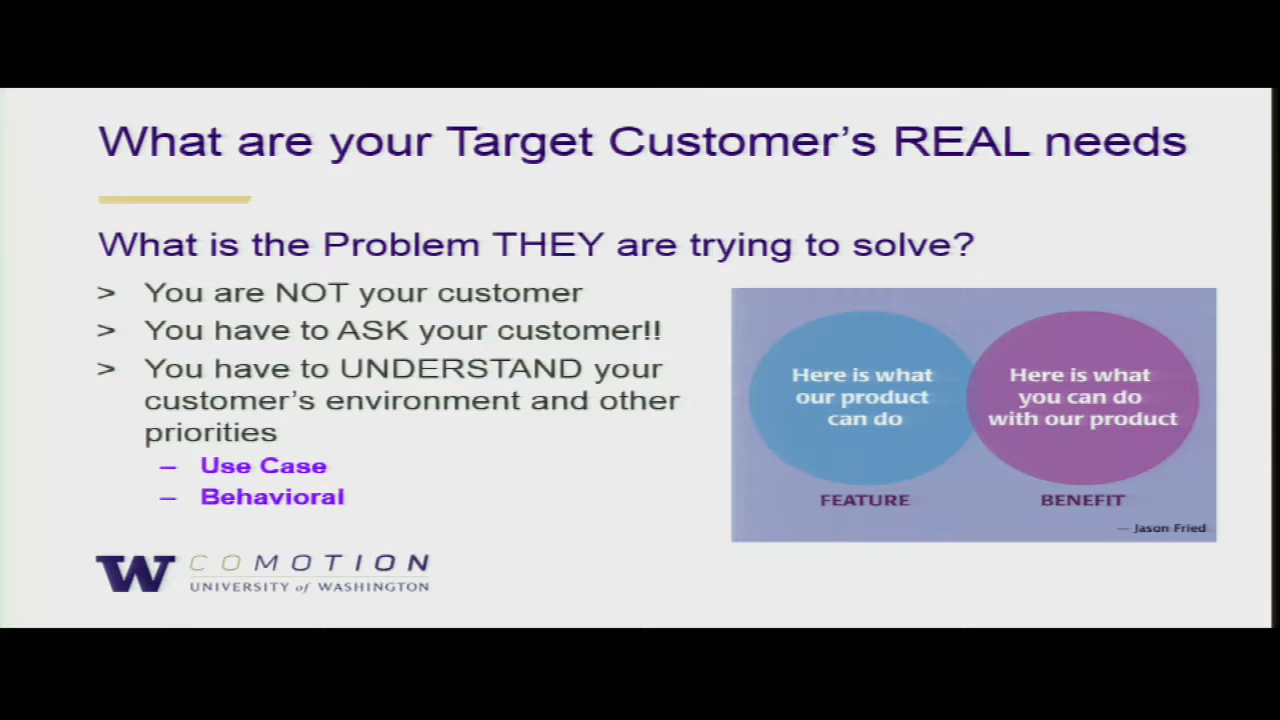 What are your Target Customer's REAL needs
What is the Problem THEY are trying to solve?
> You are NOT your customer
> You have to ASK your customer!!
> You have to UNDERSTAND your
customer's environment and other
priorities
– Use Case
– Behavioral
Here is what
our product
can do
FEATURE
Here is what
you can do
with our product
BENEFIT
— Jason Fried
W COMOTION
UNIVERSITY of WASHINGTON